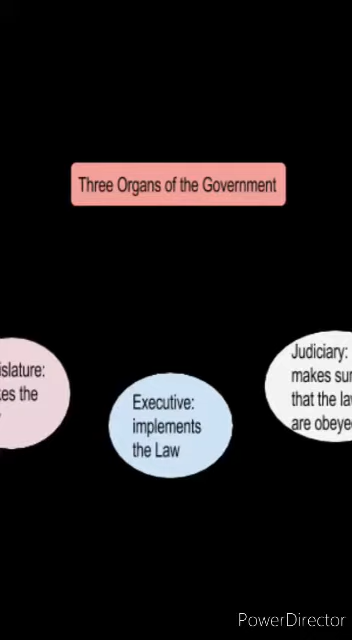 Three Organs of the Government
islature:
kes the
Executive:
implements
the Law
Judiciary:
makes sur
that the la
are obeye
PowerDirector